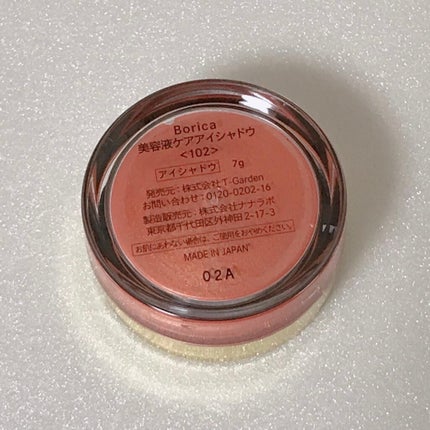 Borica
美容液ケアアイシャドウ
<102>
アイシャドウ 7g
発売元：株式会社T-Garden
お問い合わせ：0120-0202-16
製造販売元：株式会社ナナラボ
東京都千代田区外神田2-17-3
お肌にあわない場合は、ご使用をおやめください。
MADE IN JAPAN
02A